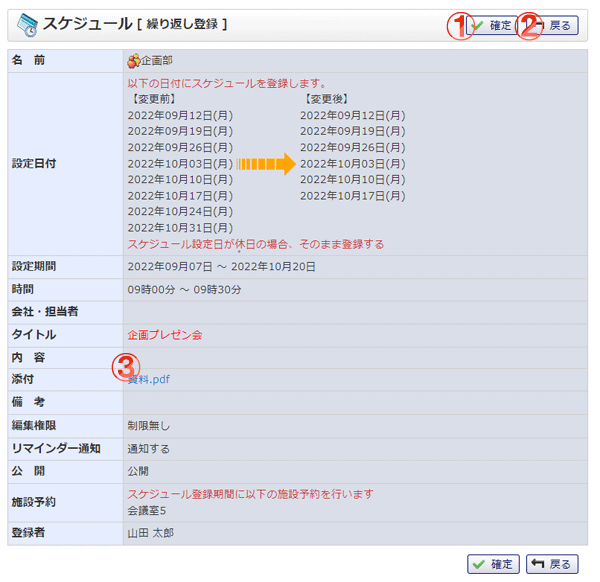 スケジュール [ 繰り返し登録 ]
① 確定 ② 戻る
名　前 企画部
設定日付 以下の日付にスケジュールを登録します。
【変更前】 【変更後】
2022年09月12日(月) 2022年09月12日(月)
2022年09月19日(月) 2022年09月19日(月)
2022年09月26日(月) 2022年09月26日(月)
2022年10月03日(月) 2022年10月03日(月)
2022年10月10日(月) 2022年10月10日(月)
2022年10月17日(月) 2022年10月17日(月)
2022年10月24日(月)
2022年10月31日(月)
スケジュール設定日が休日の場合、そのまま登録する
設定期間 2022年09月07日 ～ 2022年10月20日
時間 09時00分 ～ 09時30分
会社・担当者
タイトル 企画プレゼン会
内　容
③
添付 資料.pdf
備　考
編集権限 制限無し
リマインダー通知 通知する
公　開 公開
施設予約 スケジュール登録期間に以下の施設予約を行います
会議室5
登録者 山田 太郎
確定 戻る